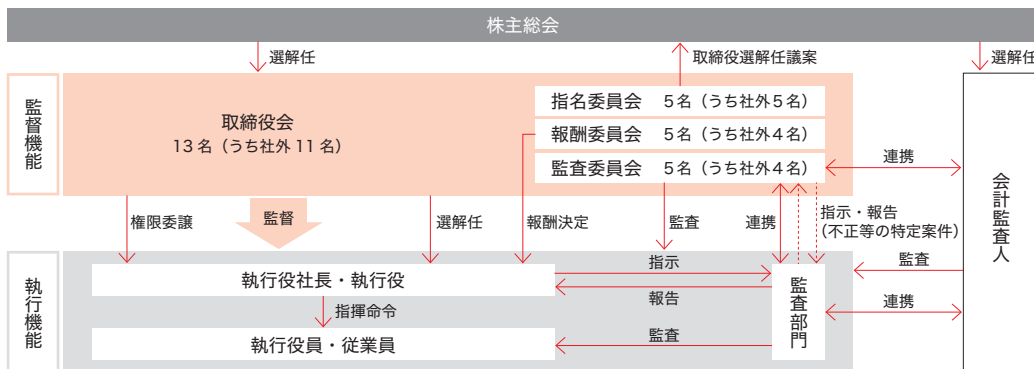 株主総会
選解任
取締役選解任議案
選解任
監督機能
取締役会
13名（うち社外11名）
指名委員会 5名（うち社外5名）
報酬委員会 5名（うち社外4名）
監査委員会 5名（うち社外4名）
連携
会計監査人
権限委譲
監督
選解任
報酬決定
監査
連携
指示・報告
（不正等の特定案件）
監査
執行機能
執行役社長・執行役
指示
報告
監査部門
連携
指揮命令
執行役員・従業員
監査